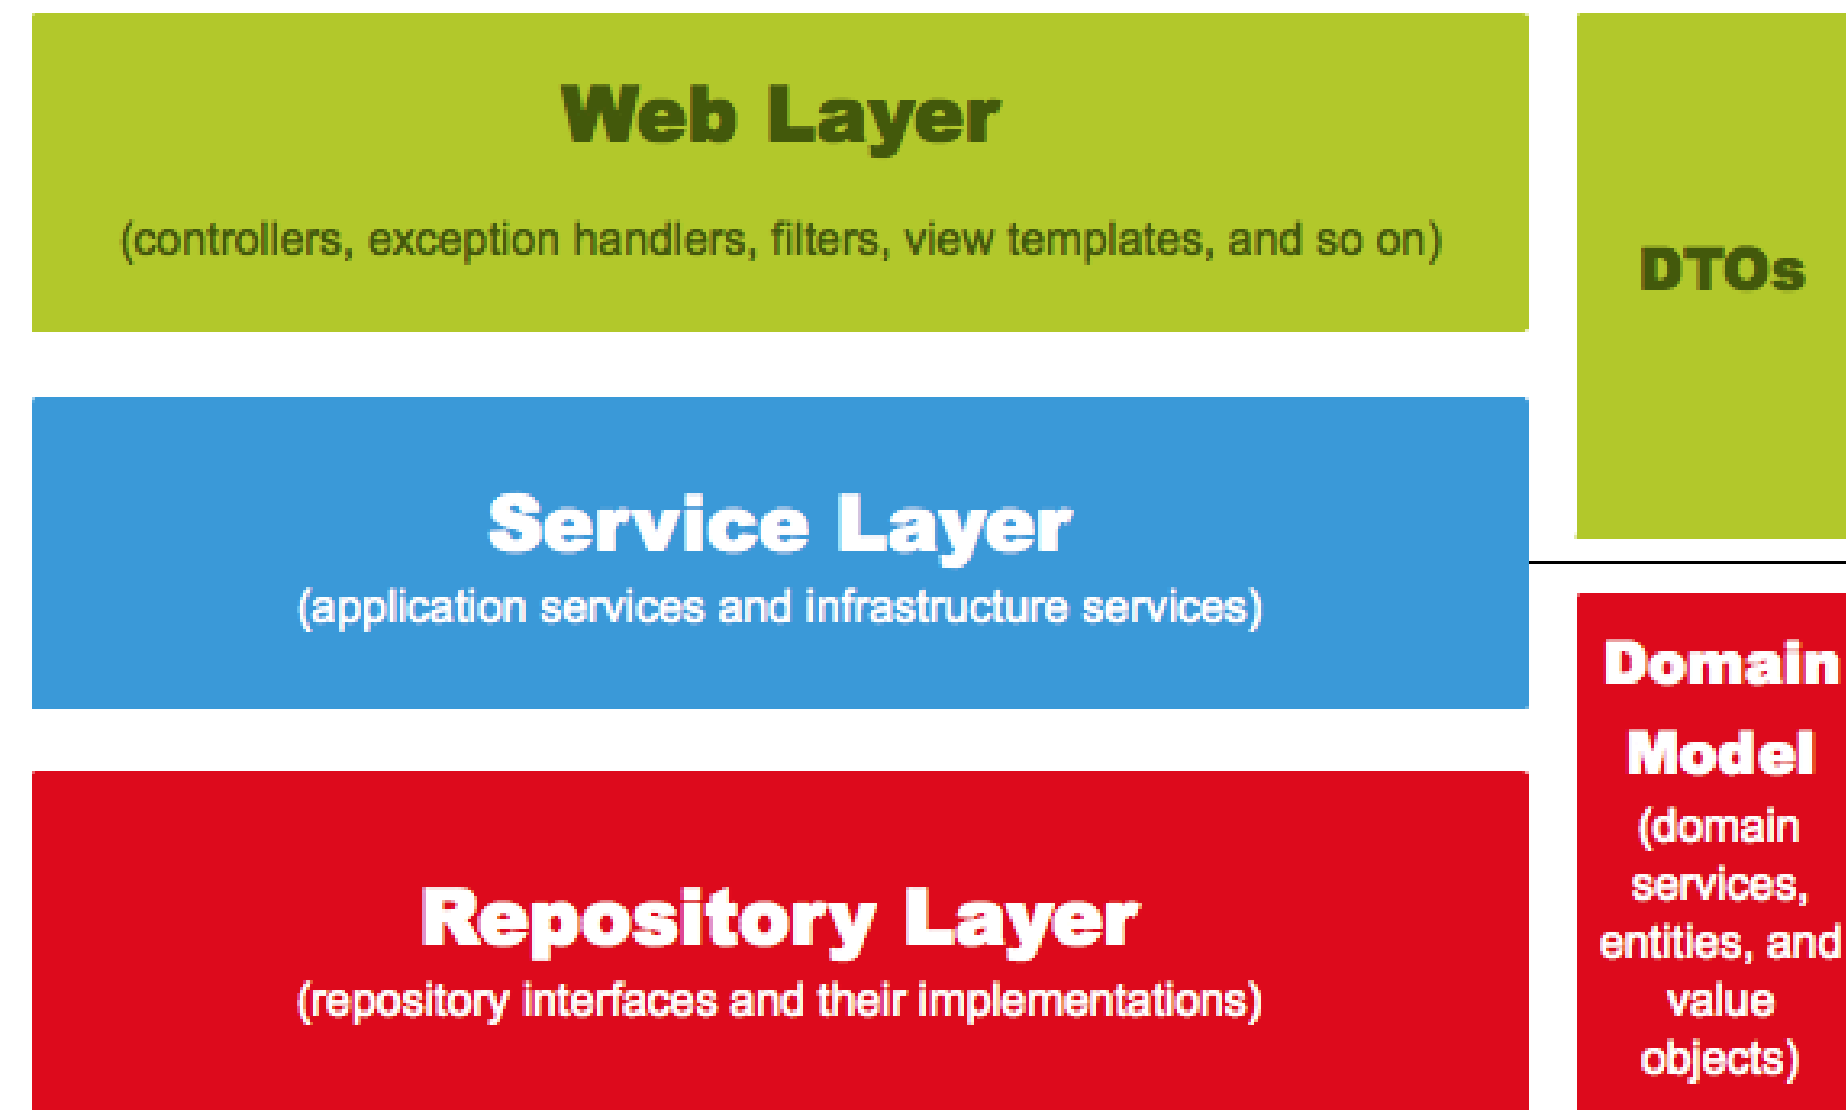 Web Layer
(controllers, exception handlers, filters, view templates, and so on)
DTOs
Service Layer
(application services and infrastructure services)
Repository Layer
(repository interfaces and their implementations)
Domain
Model
(domain
services,
entities, and
value
objects)